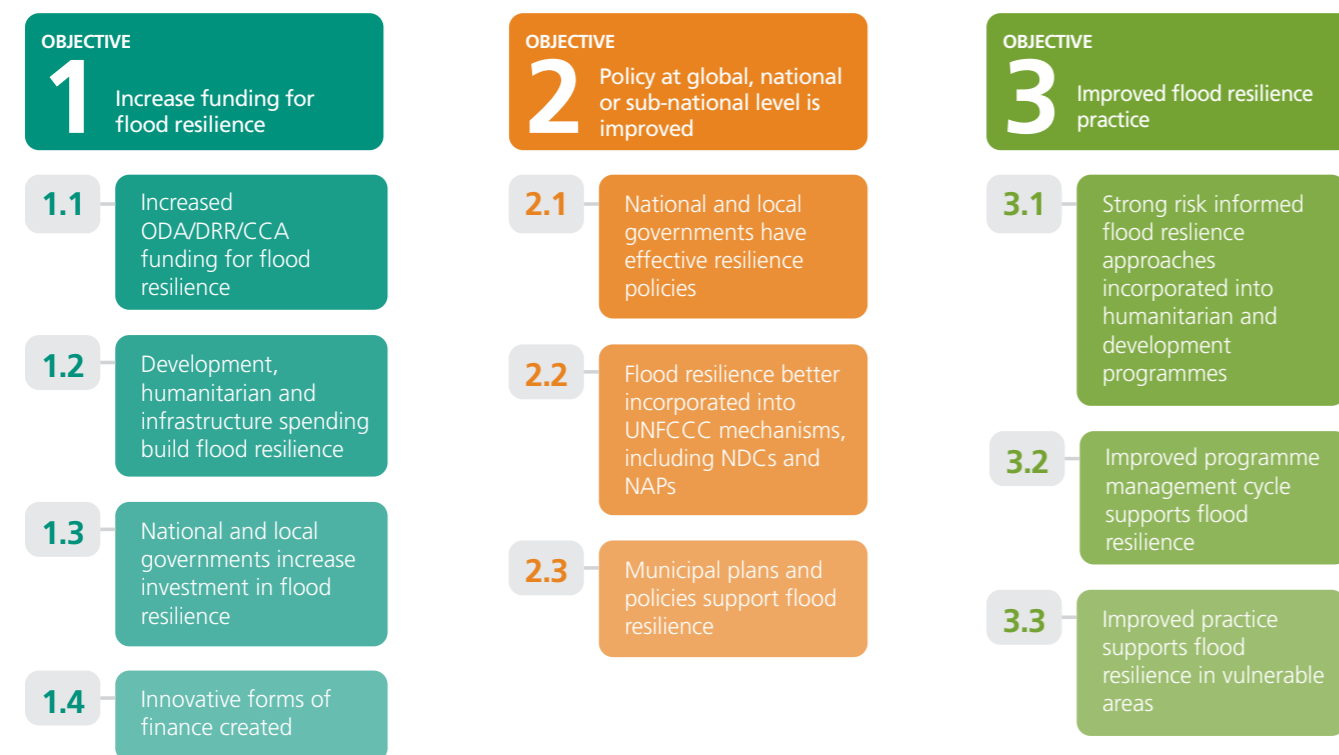 OBJECTIVE
1
Increase funding for
flood resilience
1.1
Increased
ODA/DRR/CCA
funding for flood
resilience
1.2
Development,
humanitarian and
infrastructure spending
build flood resilience
1.3
National and local
governments increase
investment in flood
resilience
1.4
Innovative forms of
finance created
OBJECTIVE
2
Policy at global, national
or sub-national level is
improved
2.1
National and local
governments have
effective resilience
policies
2.2
Flood resilience better
incorporated into
UNFCCC mechanisms,
including NDCs and
NAPs
2.3
Municipal plans and
policies support flood
resilience
OBJECTIVE
3
Improved flood resilience
practice
3.1
Strong risk informed
flood reslience
approaches
incorporated into
humanitarian and
development
programmes
3.2
Improved programme
management cycle
supports flood
resilience
3.3
Improved practice
supports flood
resilience in vulnerable
areas